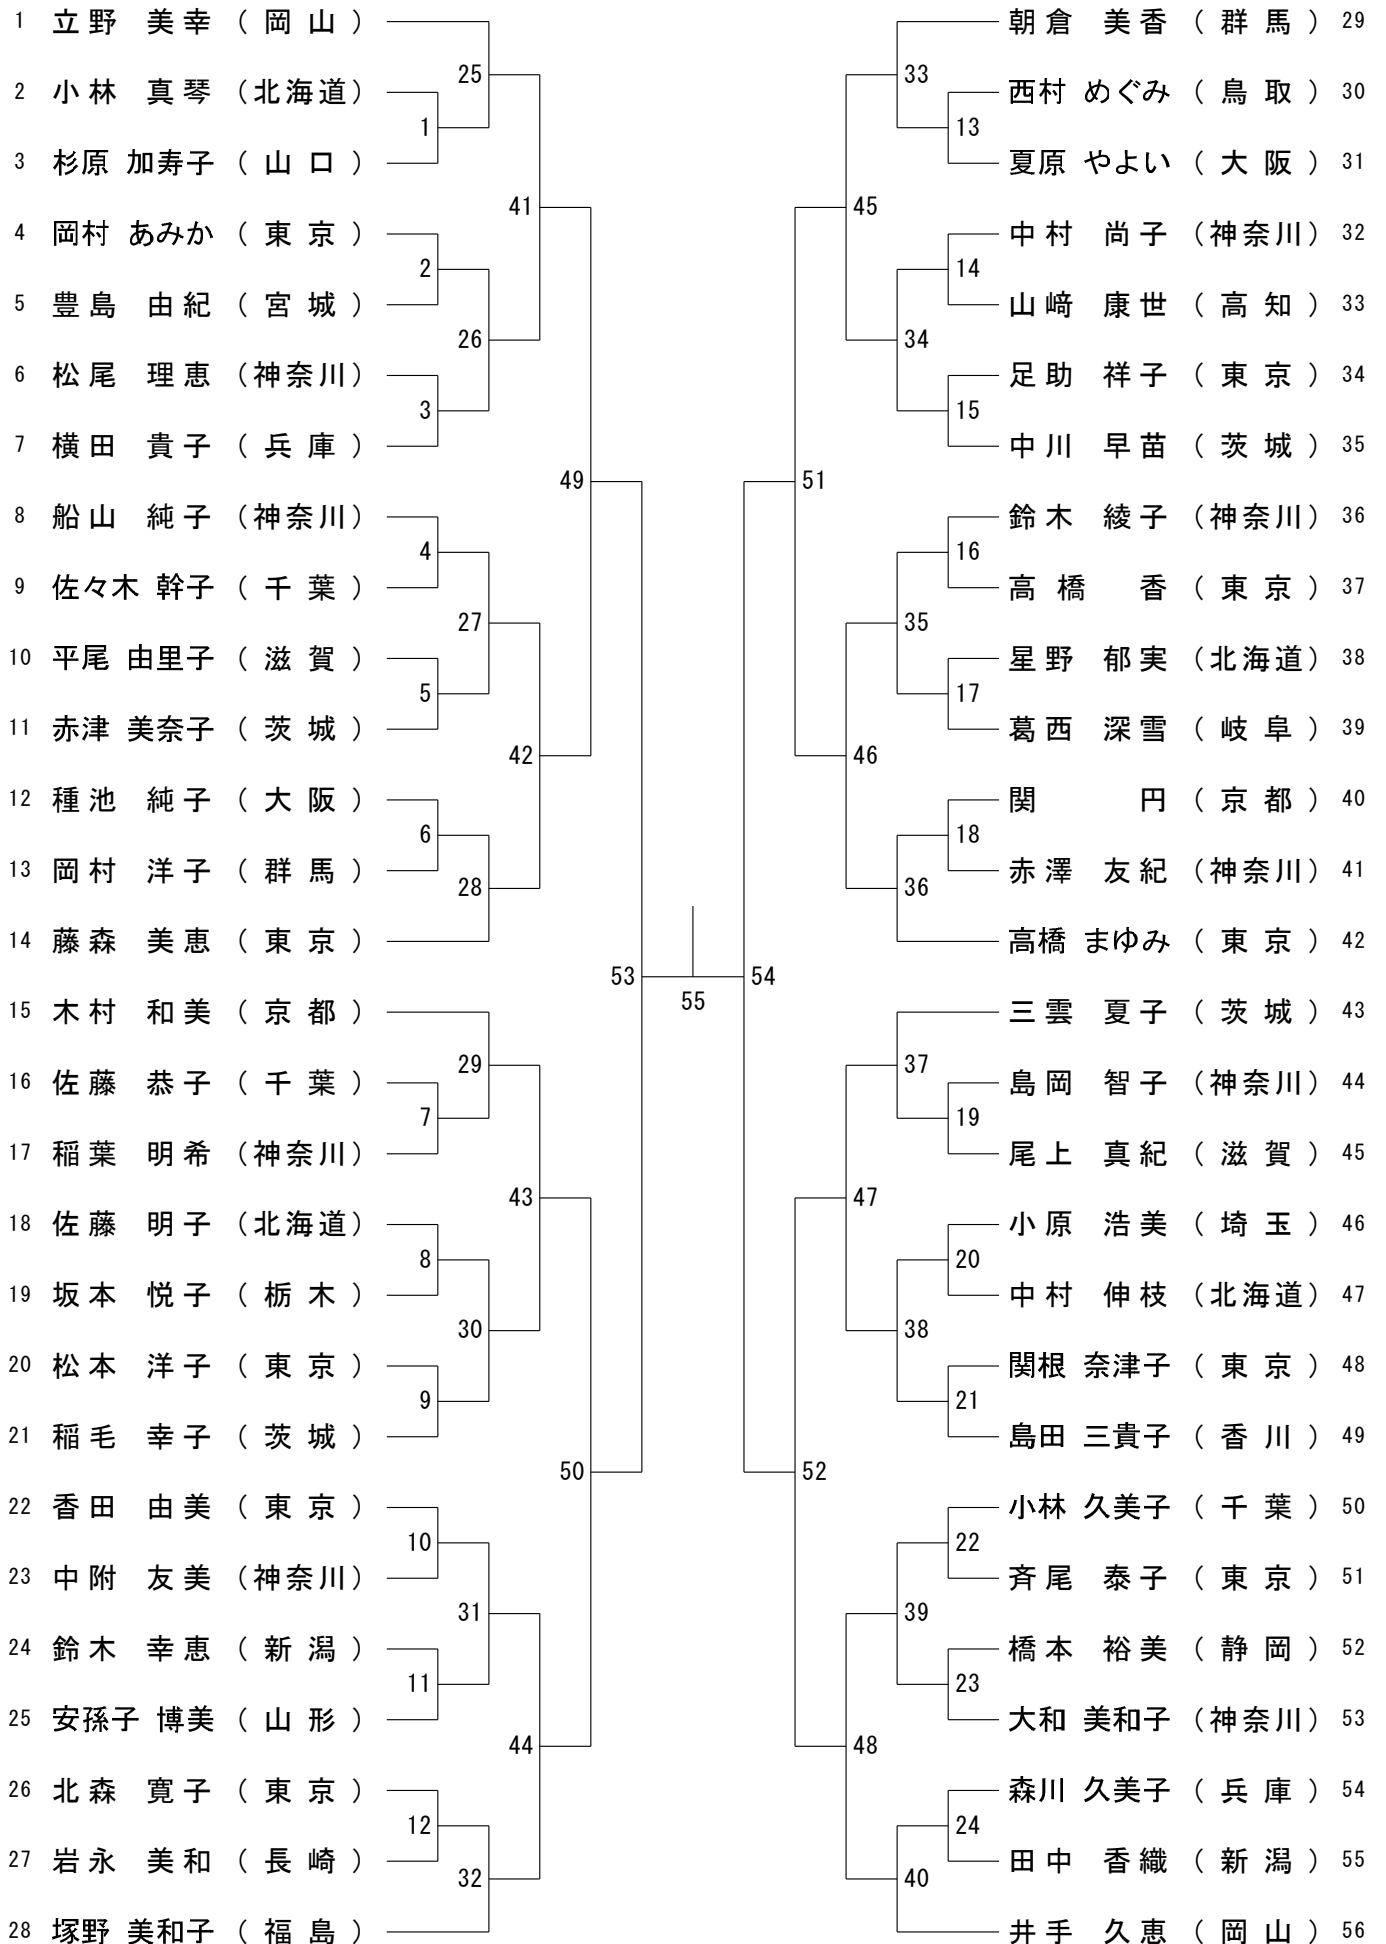 1 立野 美幸 ( 岡山 )
25
2 小林 真琴 (北海道)
1
3 杉原 加寿子 ( 山口 )
41
4 岡村 あみか ( 東京 )
2
5 豊島 由紀 ( 宮城 )
26
6 松尾 理恵 (神奈川)
3
7 横田 貴子 ( 兵庫 )
49
8 船山 純子 (神奈川)
4
9 佐々木 幹子 ( 千葉 )
27
10 平尾 由里子 ( 滋賀 )
5
11 赤津 美奈子 ( 茨城 )
42
12 種池 純子 ( 大阪 )
6
13 岡村 洋子 ( 群馬 )
28
14 藤森 美恵 ( 東京 )
53
15 木村 和美 ( 京都 )
29
16 佐藤 恭子 ( 千葉 )
7
17 稲葉 明希 (神奈川)
43
18 佐藤 明子 (北海道)
8
19 坂本 悦子 ( 栃木 )
30
20 松本 洋子 ( 東京 )
9
21 稲毛 幸子 ( 茨城 )
50
22 香田 由美 ( 東京 )
10
23 中附 友美 (神奈川)
31
24 鈴木 幸恵 ( 新潟 )
11
25 安孫子 博美 ( 山形 )
44
26 北森 寛子 ( 東京 )
12
27 岩永 美和 ( 長崎 )
32
28 塚野 美和子 ( 福島 )
55
朝倉 美香 ( 群馬 ) 29
33
西村 めぐみ ( 鳥取 ) 30
13
夏原 やよい ( 大阪 ) 31
45
中村 尚子 (神奈川) 32
14
山﨑 康世 ( 高知 ) 33
34
足助 祥子 ( 東京 ) 34
15
中川 早苗 ( 茨城 ) 35
51
鈴木 綾子 (神奈川) 36
16
高橋 香 ( 東京 ) 37
35
星野 郁実 (北海道) 38
17
葛西 深雪 ( 岐阜 ) 39
46
関 円 ( 京都 ) 40
18
赤澤 友紀 (神奈川) 41
36
高橋 まゆみ ( 東京 ) 42
54
三雲 夏子 ( 茨城 ) 43
37
島岡 智子 (神奈川) 44
19
尾上 真紀 ( 滋賀 ) 45
47
小原 浩美 ( 埼玉 ) 46
20
中村 伸枝 (北海道) 47
38
関根 奈津子 ( 東京 ) 48
21
島田 三貴子 ( 香川 ) 49
52
小林 久美子 ( 千葉 ) 50
22
斉尾 泰子 ( 東京 ) 51
39
橋本 裕美 ( 静岡 ) 52
23
大和 美和子 (神奈川) 53
48
森川 久美子 ( 兵庫 ) 54
24
田中 香織 ( 新潟 ) 55
40
井手 久恵 ( 岡山 ) 56